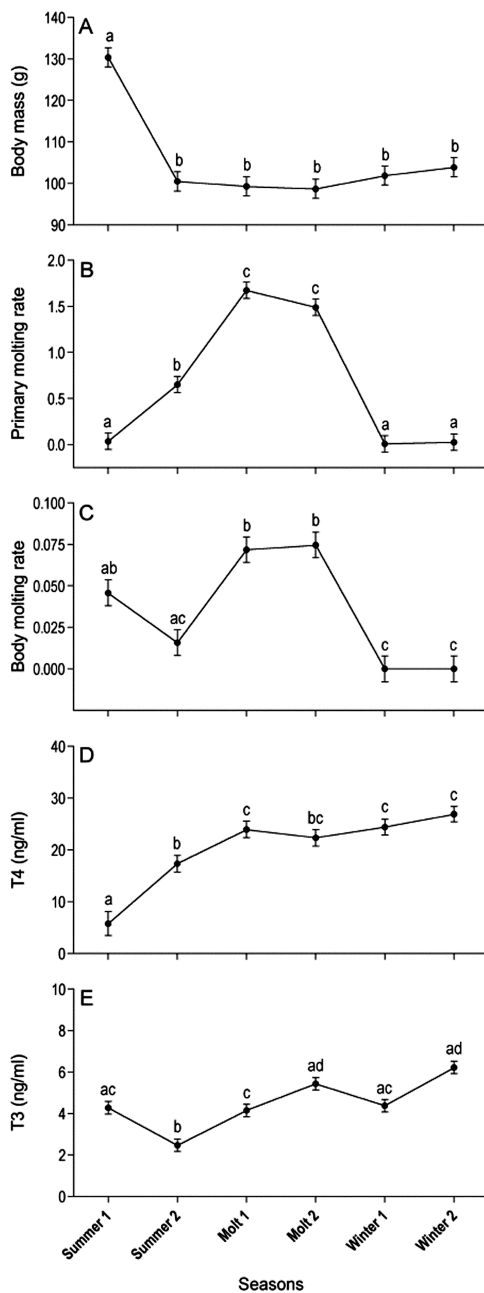 A
Body mass (g)
140
130
120
110
100
90
a
b
b
b
b
b
B
Primary molting rate
2.0
1.5
1.0
0.5
0.0
a
b
c
c
a
a
C
Body molting rate
0.100
0.075
0.050
0.025
0.000
ab
ac
b
b
c
c
D
T4 (ng/ml)
40
30
20
10
0
a
b
c
bc
c
c
E
T3 (ng/ml)
10
8
6
4
2
0
ac
b
c
ad
ac
ad
Summer 1
Summer 2
Molt 1
Molt 2
Winter 1
Winter 2
Seasons